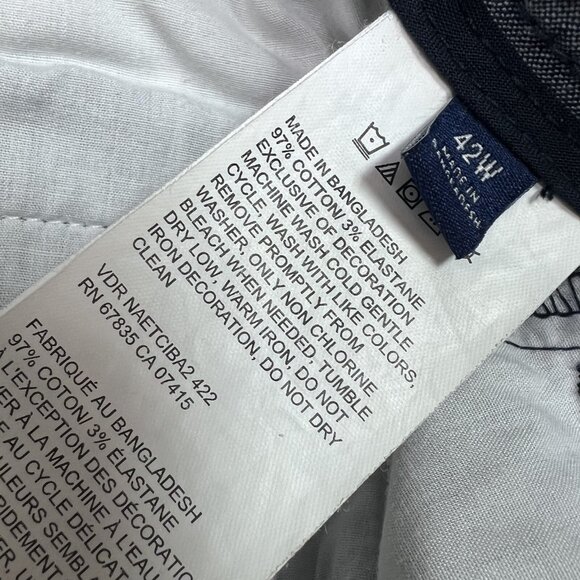 42W
MADE IN
BANGLADESH
MADE IN BANGLADESH
97% COTTON/ 3% ELASTANE
EXCLUSIVE OF DECORATION
MACHINE WASH COLD GENTLE
CYCLE, WASH WITH LIKE COLORS,
REMOVE PROMPTLY FROM
WASHER, ONLY NON CHLORINE
BLEACH WHEN NEEDED, TUMBLE
DRY LOW, WARM IRON, DO NOT
IRON DECORATION, DO NOT DRY
CLEAN
VDR NAETCIBA2 422
RN 67835 CA 07415
FABRIQUÉ AU BANGLADESH
97% COTON/ 3% ÉLASTANE
À L'EXCEPTION DES DÉCORATION
À LA MACHINE À L'EAU
AU CYCLE DÉLICAT